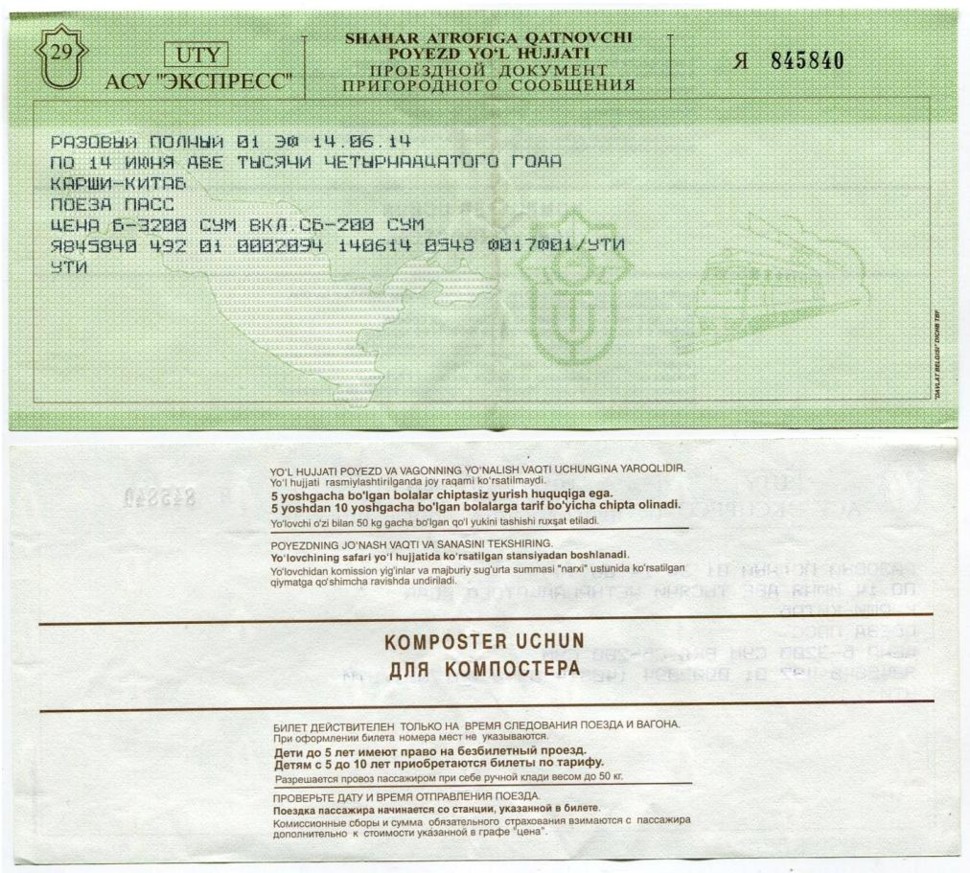 29
UTY
АСУ "ЭКСПРЕСС"
SHAHAR ATROFIGA QATNOVCHI
POYEZD YO'L HUJJATI
ПРОЕЗДНОЙ ДОКУМЕНТ
ПРИГОРОДНОГО СООБЩЕНИЯ
Я 845840
РАЗОВЫЙ ПОЛНЫЙ 01 ЭФ 14.06.14
ПО 14 ИЮНЯ ДВЕ ТЫСЯЧИ ЧЕТЫРНАДЦАТОГО ГОДА
КАРШИ-КИТАБ
ПОЕЗА ПАСС
ЦЕНА Б-3200 СУМ ВКЛ.СБ-200 СУМ
Я845840 492 01 0002094 140614 0548 Ф017Ф01/УТИ
УТИ
"DAVLAT BELGISI" DICHB TRF
YO'L HUJJATI POYEZD VA VAGONNING YO'NALISH VAQTI UCHUNGINA YAROQLIDIR.
Yo'l hujjati rasmiylashtirilganda joy raqami ko'rsatilmaydi.
5 yoshgacha bo'lgan bolalar chiptasiz yurish huquqiga ega.
5 yoshdan 10 yoshgacha bo'lgan bolalarga tarif bo'yicha chipta olinadi.
Yo'lovchi o'zi bilan 50 kg gacha bo'lgan qo'l yukini tashishi ruxsat etiladi.
POYEZDNING JO'NASH VAQTI VA SANASINI TEKSHIRING.
Yo'lovchining safari yo'l hujjatida ko'rsatilgan stansiyadan boshlanadi.
Yo'lovchidan komission yig'inlar va majburiy sug'urta summasi "narxi" ustunida ko'rsatilgan
qiymatga qo'shimcha ravishda undiriladi.
KOMPOSTER UCHUN
ДЛЯ КОМПОСТЕРА
БИЛЕТ ДЕЙСТВИТЕЛЕН ТОЛЬКО НА ВРЕМЯ СЛЕДОВАНИЯ ПОЕЗДА И ВАГОНА.
При оформлении билета номера мест не указываются.
Дети до 5 лет имеют право на безбилетный проезд.
Детям с 5 до 10 лет приобретаются билеты по тарифу.
Разрешается провоз пассажиром при себе ручной клади весом до 50 кг.
ПРОВЕРЬТЕ ДАТУ И ВРЕМЯ ОТПРАВЛЕНИЯ ПОЕЗДА.
Поездка пассажира начинается со станции, указанной в билете.
Комиссионные сборы и сумма обязательного страхования взимаются с пассажира
дополнительно к стоимости указанной в графе "цена".